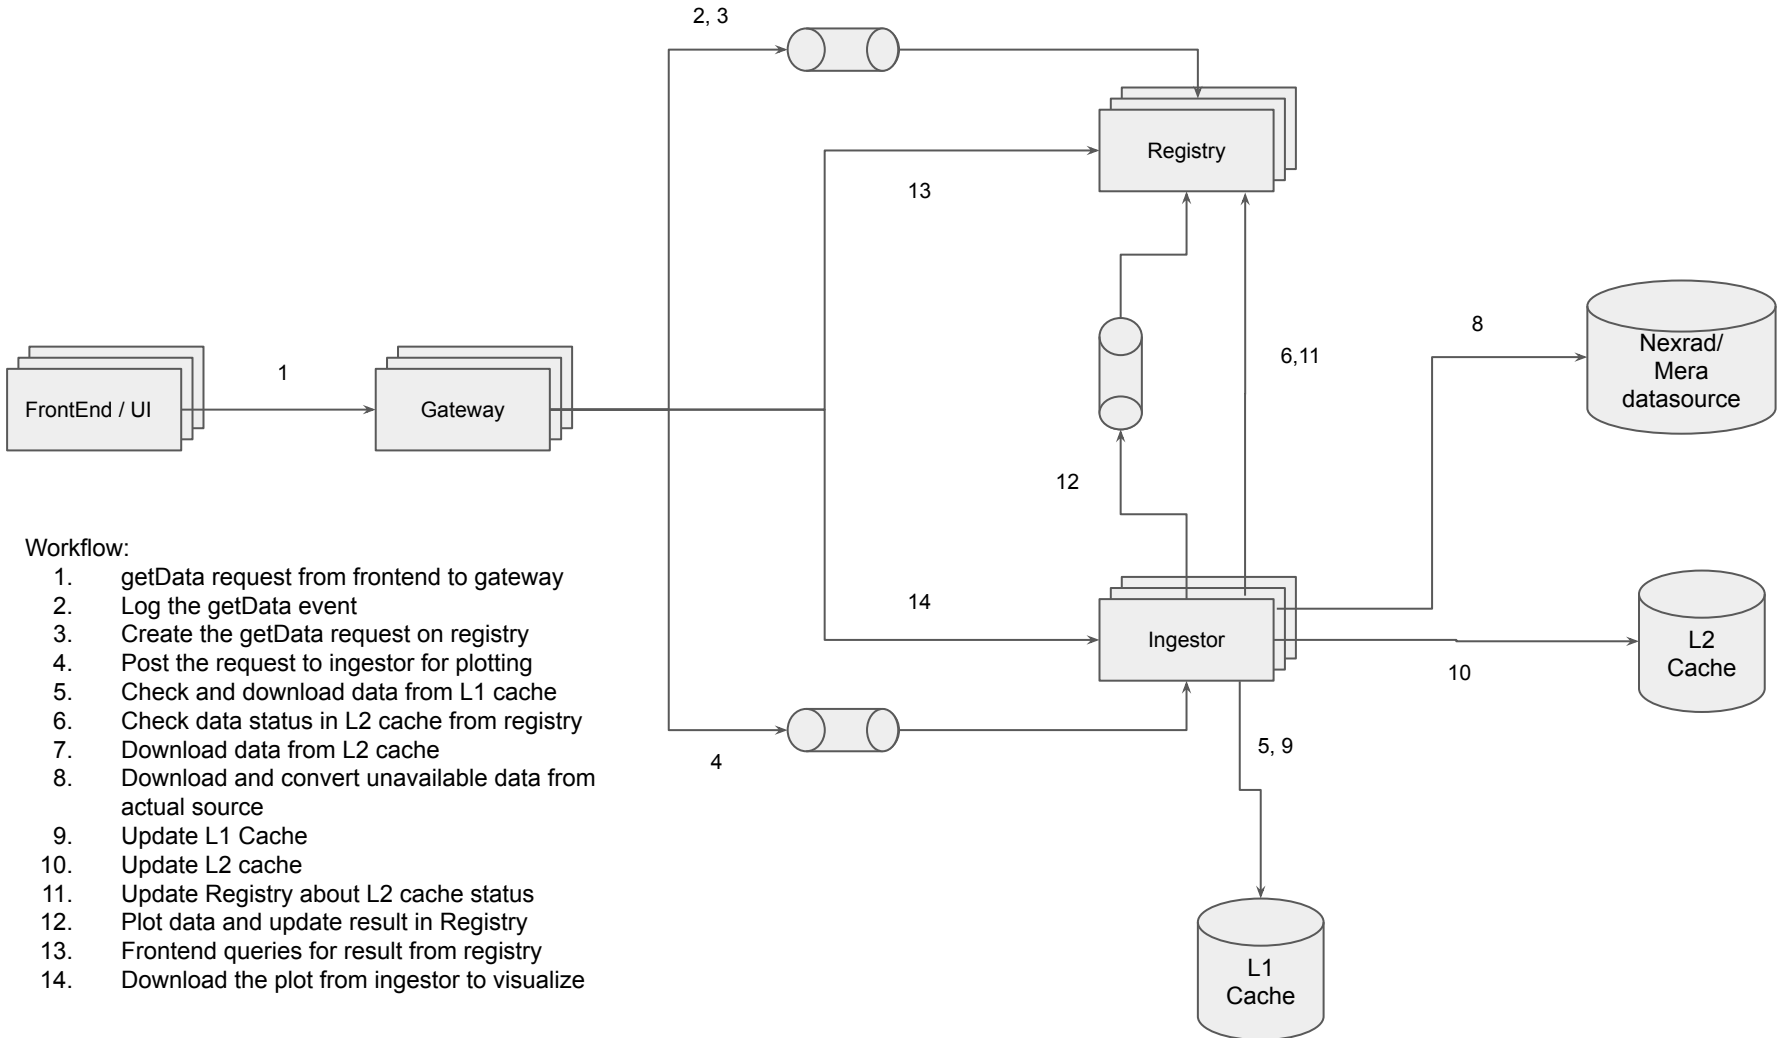 2, 3
Registry
13
Nexrad/
Mera
datasource
8
6,11
1
FrontEnd / UI
Gateway
12
14
Ingestor
L2
Cache
10
5, 9
4
L1
Cache
Workflow:
1. getData request from frontend to gateway
2. Log the getData event
3. Create the getData request on registry
4. Post the request to ingestor for plotting
5. Check and download data from L1 cache
6. Check data status in L2 cache from registry
7. Download data from L2 cache
8. Download and convert unavailable data from
actual source
9. Update L1 Cache
10. Update L2 cache
11. Update Registry about L2 cache status
12. Plot data and update result in Registry
13. Frontend queries for result from registry
14. Download the plot from ingestor to visualize